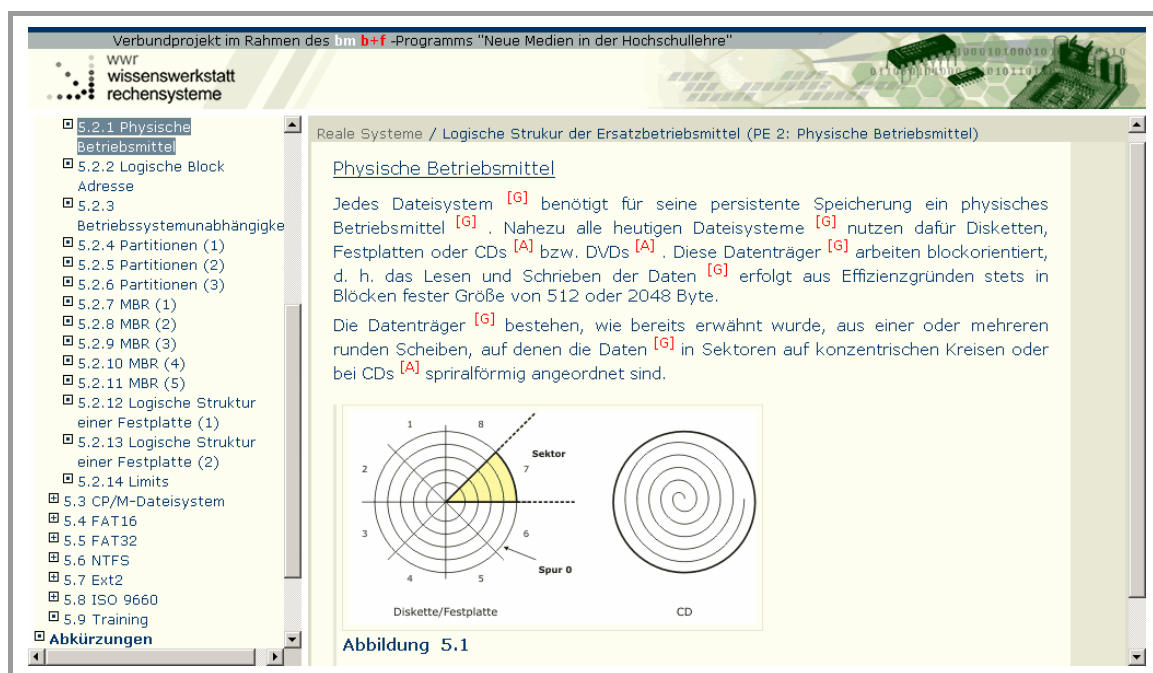 Verbundprojekt im Rahmen des bm b+f -Programms "Neue Medien in der Hochschullehre"
wwr
wissenswerkstatt
rechensysteme
5.2.1 Physische
Betriebsmittel
5.2.2 Logische Block
Adresse
5.2.3
Betriebssystemunabhängigke
5.2.4 Partitionen (1)
5.2.5 Partitionen (2)
5.2.6 Partitionen (3)
5.2.7 MBR (1)
5.2.8 MBR (2)
5.2.9 MBR (3)
5.2.10 MBR (4)
5.2.11 MBR (5)
5.2.12 Logische Struktur
einer Festplatte (1)
5.2.13 Logische Struktur
einer Festplatte (2)
5.2.14 Limits
5.3 CP/M-Dateisystem
5.4 FAT16
5.5 FAT32
5.6 NTFS
5.7 Ext2
5.8 ISO 9660
5.9 Training
Abkürzungen
Reale Systeme / Logische Strukur der Ersatzbetriebsmittel (PE 2: Physische Betriebsmittel)
Physische Betriebsmittel
Jedes Dateisystem [G] benötigt für seine persistente Speicherung ein physisches
Betriebsmittel [G] . Nahezu alle heutigen Dateisysteme [G] nutzen dafür Disketten,
Festplatten oder CDs [A] bzw. DVDs [A] . Diese Datenträger [G] arbeiten blockorientiert,
d. h. das Lesen und Schrieben der Daten [G] erfolgt aus Effizienzgründen stets in
Blöcken fester Größe von 512 oder 2048 Byte.
Die Datenträger [G] bestehen, wie bereits erwähnt wurde, aus einer oder mehreren
runden Scheiben, auf denen die Daten [G] in Sektoren auf konzentrischen Kreisen oder
bei CDs [A] spriralförmig angeordnet sind.
1
8
Sektor
2
7
3
6
4
5
Spur 0
Diskette/Festplatte
CD
Abbildung 5.1